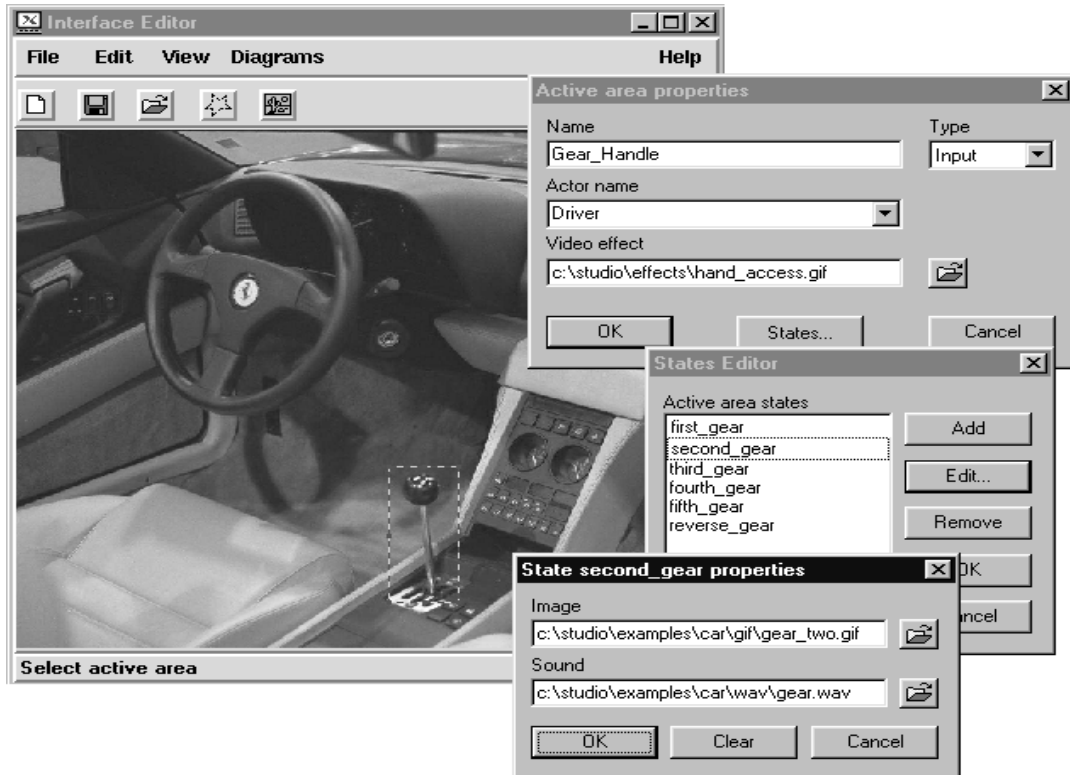 Interface Editor
File Edit View Diagrams Help
Active area properties
Name Type
Gear_Handle Input
Actor name
Driver
Video effect
c:\studio\effects\hand_access.gif
OK States... Cancel
States Editor
Active area states
first_gear
second_gear
third_gear
fourth_gear
fifth_gear
reverse_gear
Add
Edit...
Remove
OK
ancel
State second_gear properties
Image
c:\studio\examples\car\gif\gear_two.gif
Sound
c:\studio\examples\car\wav\gear.wav
OK Clear Cancel
Select active area